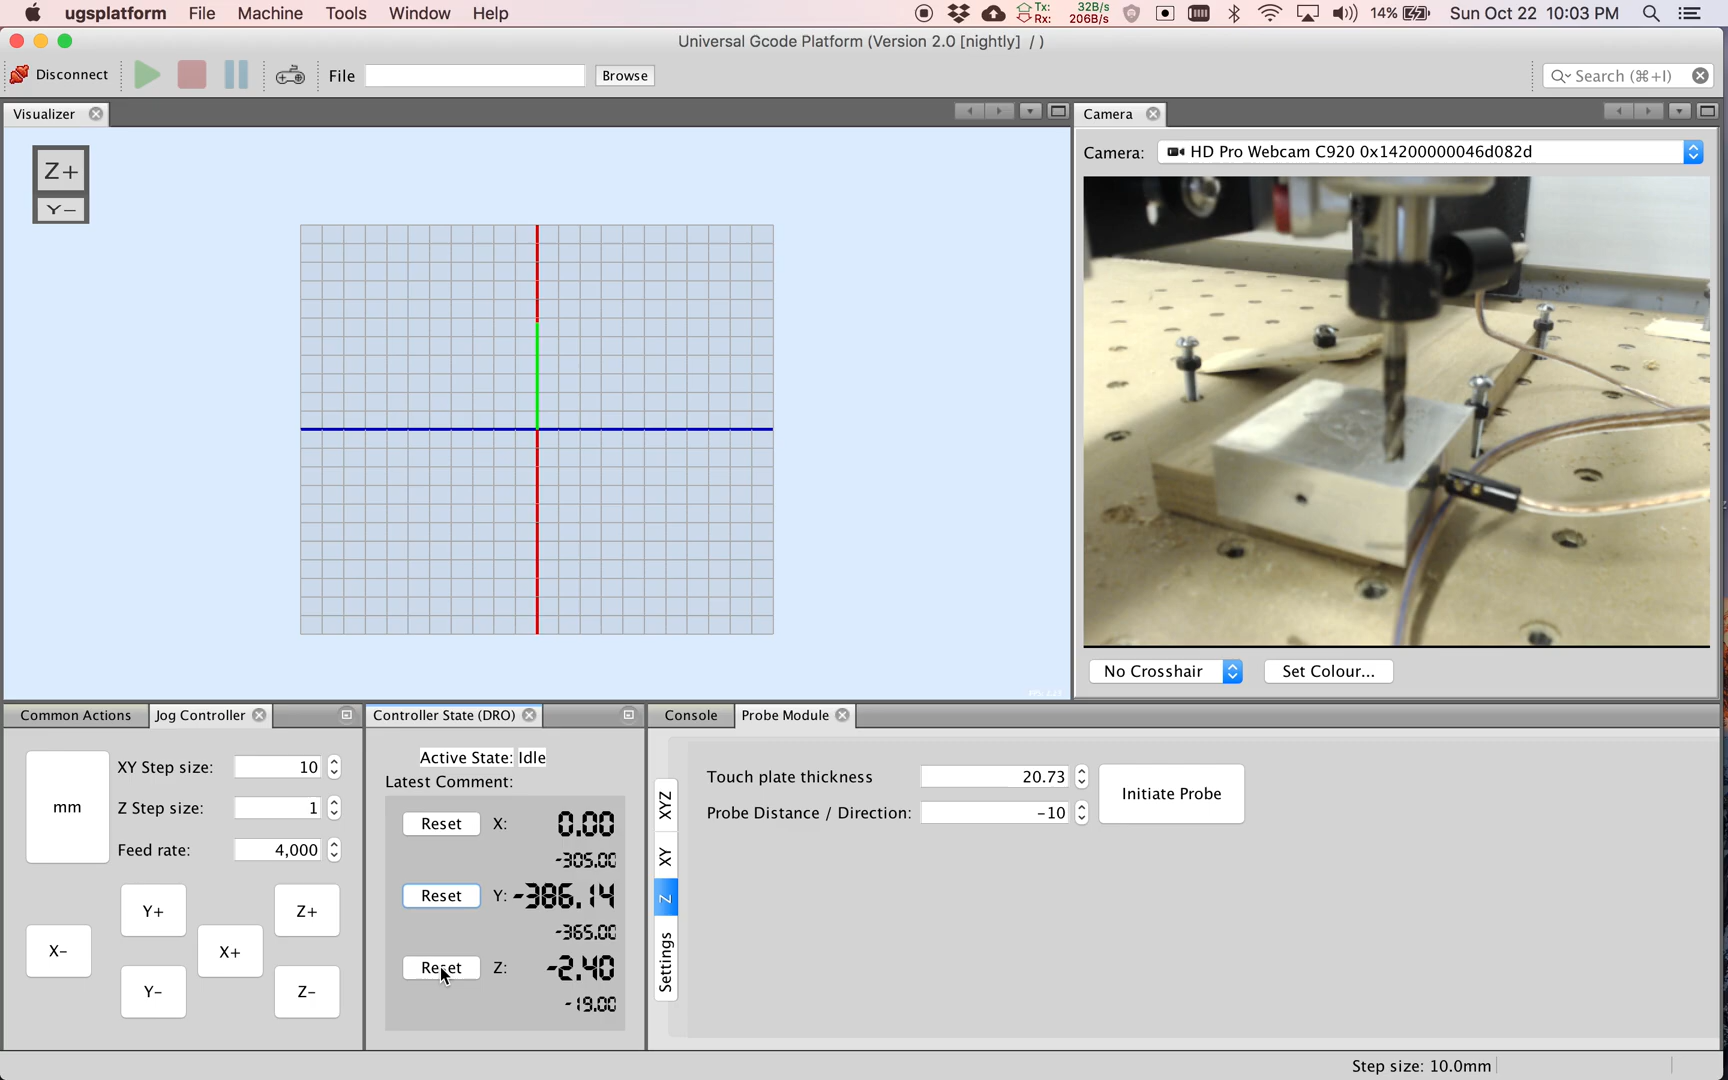 ugsplatform File Machine Tools Window Help Tx: 32B/s Rx: 206B/s 14% Sun Oct 22 10:03 PM
Universal Gcode Platform (Version 2.0 [nightly] / )
Disconnect File Browse Search (⌘+I)
Visualizer
Camera
Z+
Y−
Camera: HD Pro Webcam C920 0x14200000046d082d
No Crosshair Set Colour...
Common Actions Jog Controller
Controller State (DRO)
Console Probe Module
mm
XY Step size: 10
Z Step size: 1
Feed rate: 4,000
Y+
Z+
X-
X+
Y-
Z-
Active State: Idle
Latest Comment:
Reset X: 0.00
-305.00
Reset Y: -386.14
-365.00
Reset Z: -2.40
-19.00
XYZ
XY
Z
Settings
Touch plate thickness 20.73
Probe Distance / Direction: -10
Initiate Probe
Step size: 10.0mm